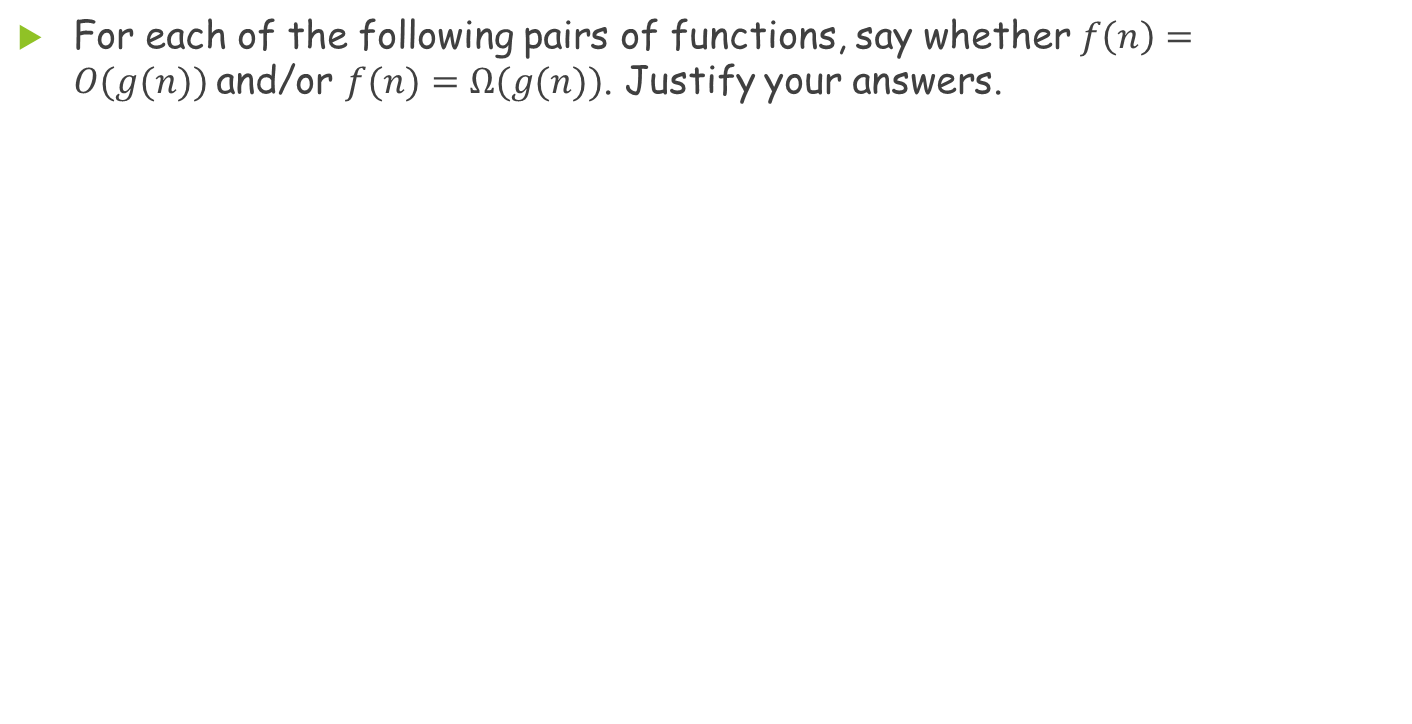 For each of the following pairs of functions, say whether f(n) =
O(g(n)) and/or f(n) = Ω(g(n)). Justify your answers.